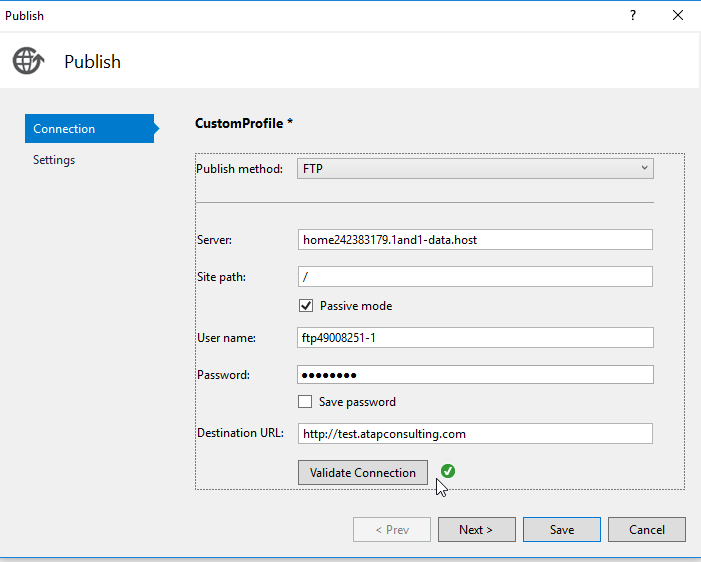 Publish
?
Publish
Connection
Settings
CustomProfile *
Publish method: FTP
Server: home242383179.1and1-data.host
Site path: /
Passive mode
User name: ftp49008251-1
Password: ●●●●●●●●
Save password
Destination URL: http://test.atapconsulting.com
Validate Connection
< Prev Next > Save Cancel